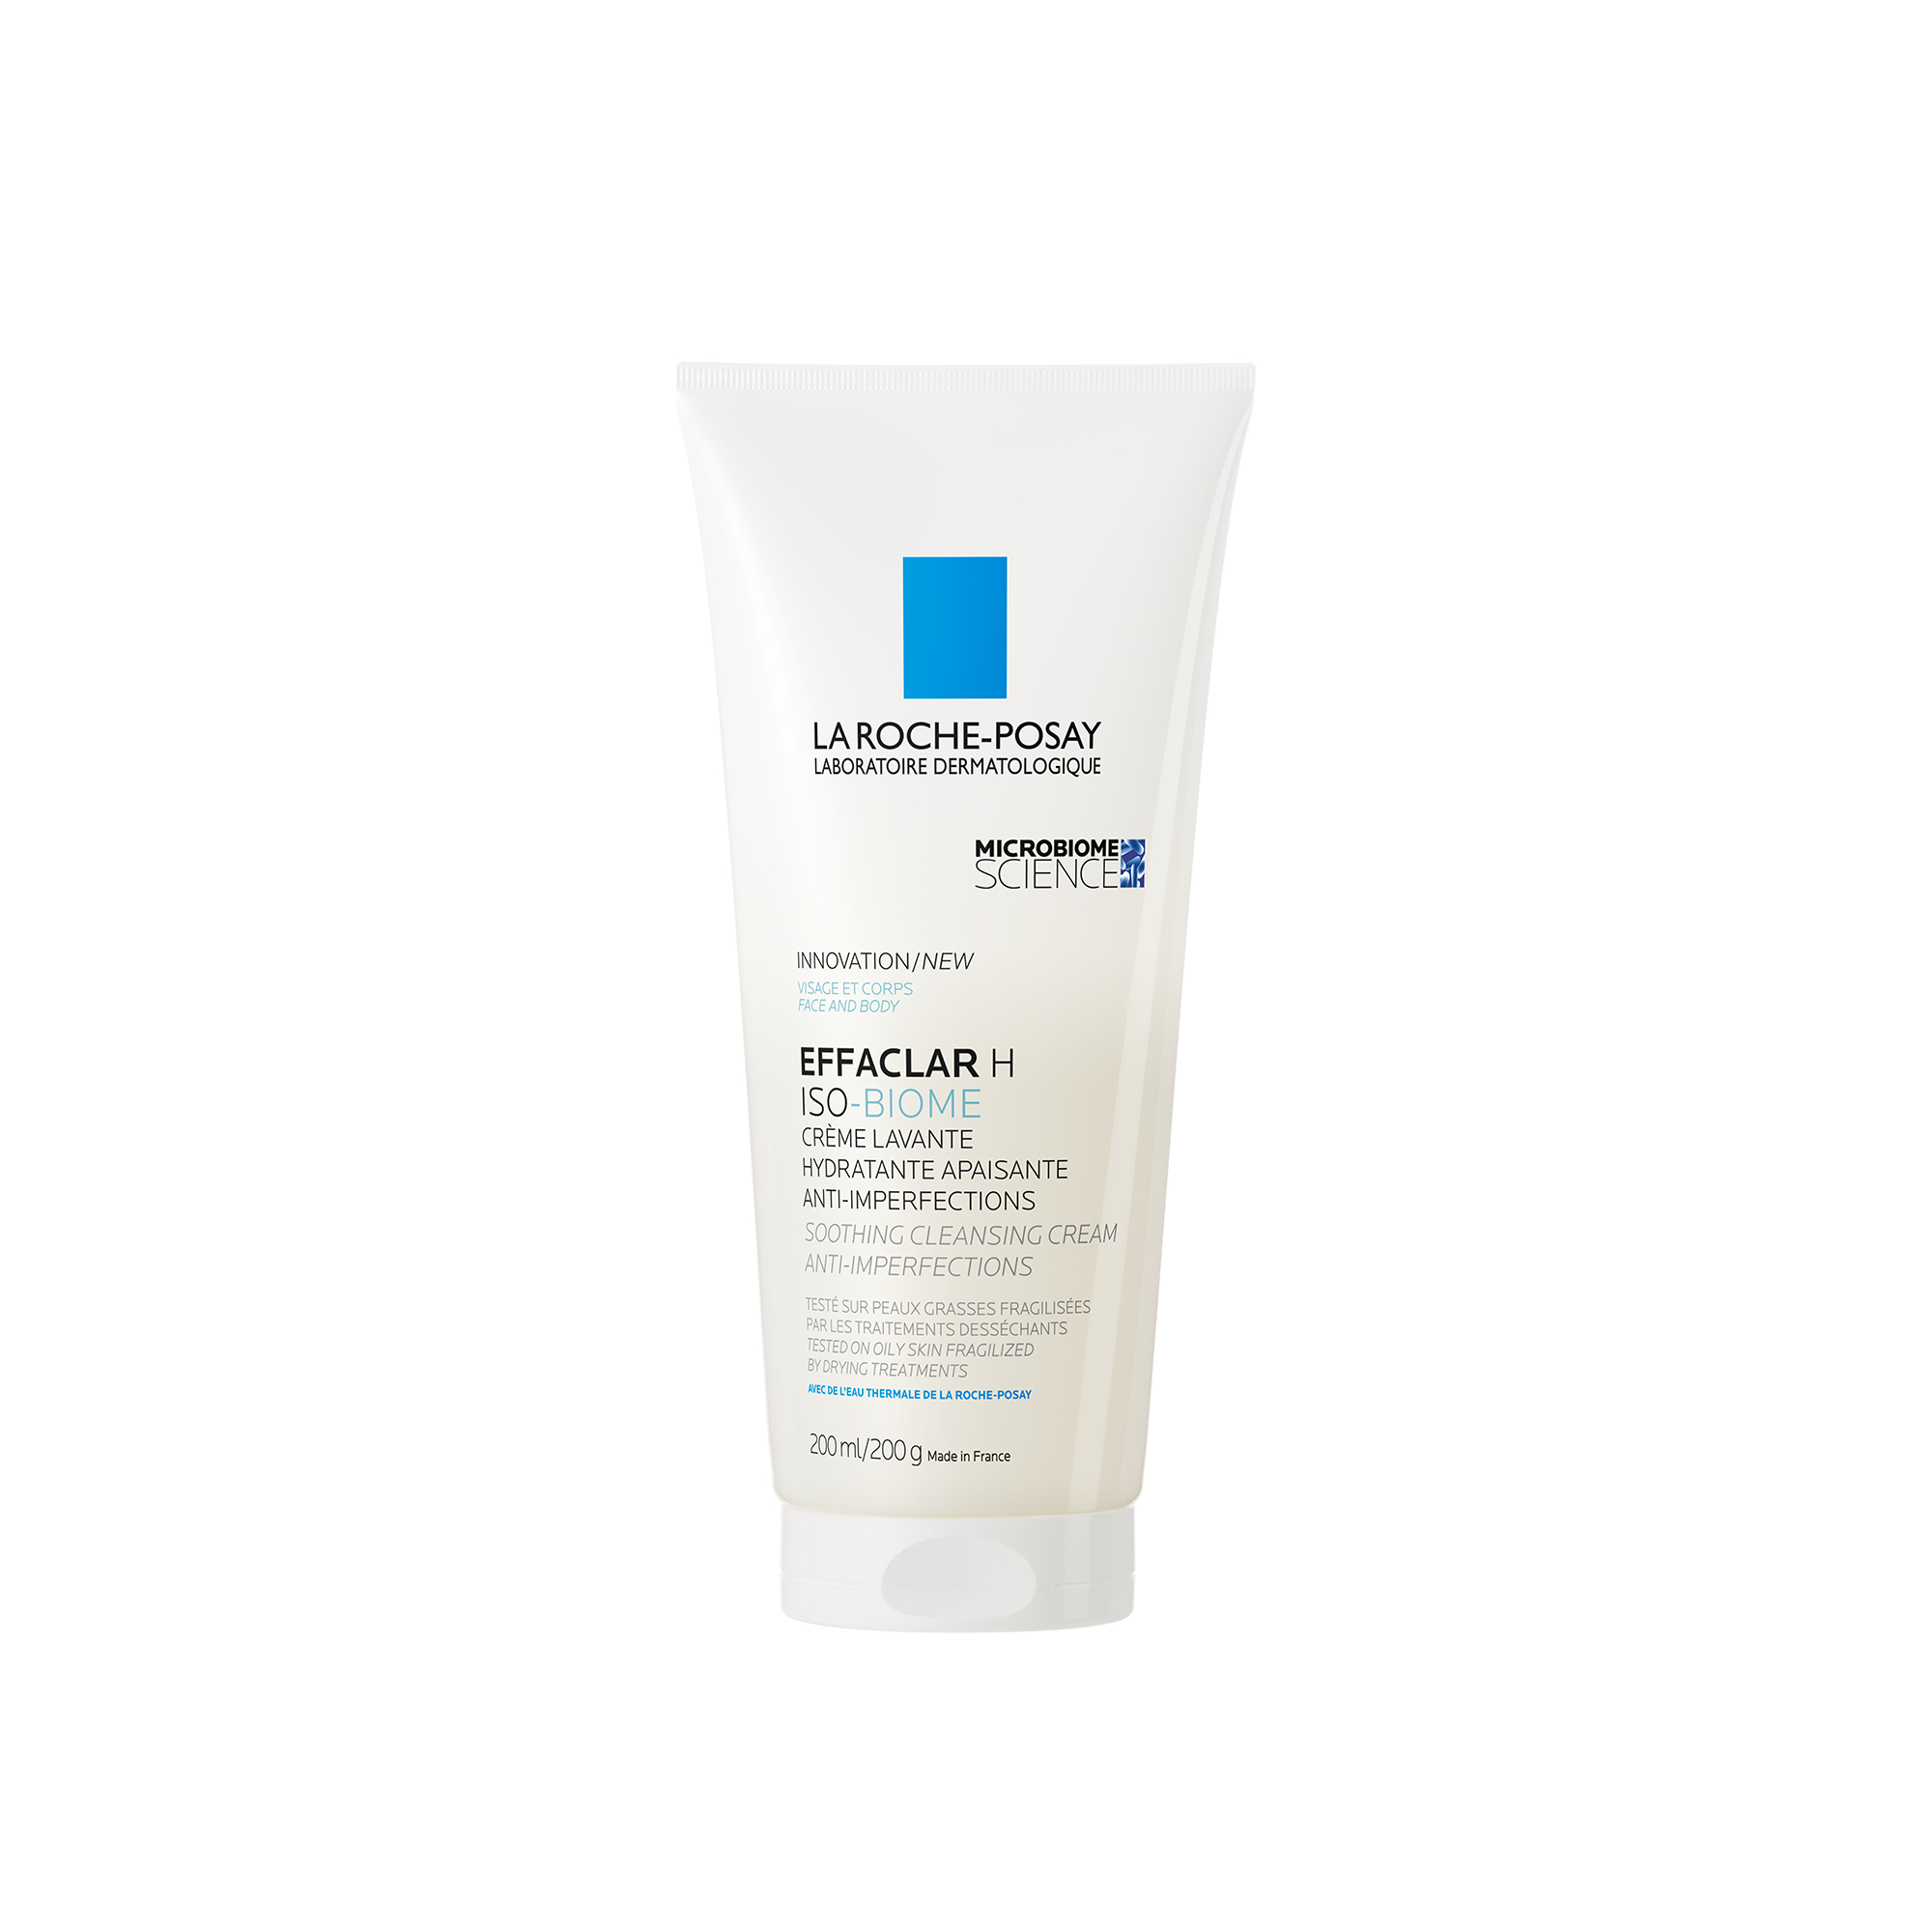 LA ROCHE-POSAY
LABORATOIRE DERMATOLOGIQUE
MICROBIOME
SCIENCE
INNOVATION/NEW
VISAGE ET CORPS
FACE AND BODY
EFFACLAR H
ISO-BIOME
CRÈME LAVANTE
HYDRATANTE APAISANTE
ANTI-IMPERFECTIONS
SOOTHING CLEANSING CREAM
ANTI-IMPERFECTIONS
TESTÉ SUR PEAUX GRASSES FRAGILISÉES
PAR LES TRAITEMENTS DESSÉCHANTS
TESTED ON OILY SKIN FRAGILIZED
BY DRYING TREATMENTS
AVEC DE L'EAU THERMALE DE LA ROCHE-POSAY
200 ml/200 g Made in France